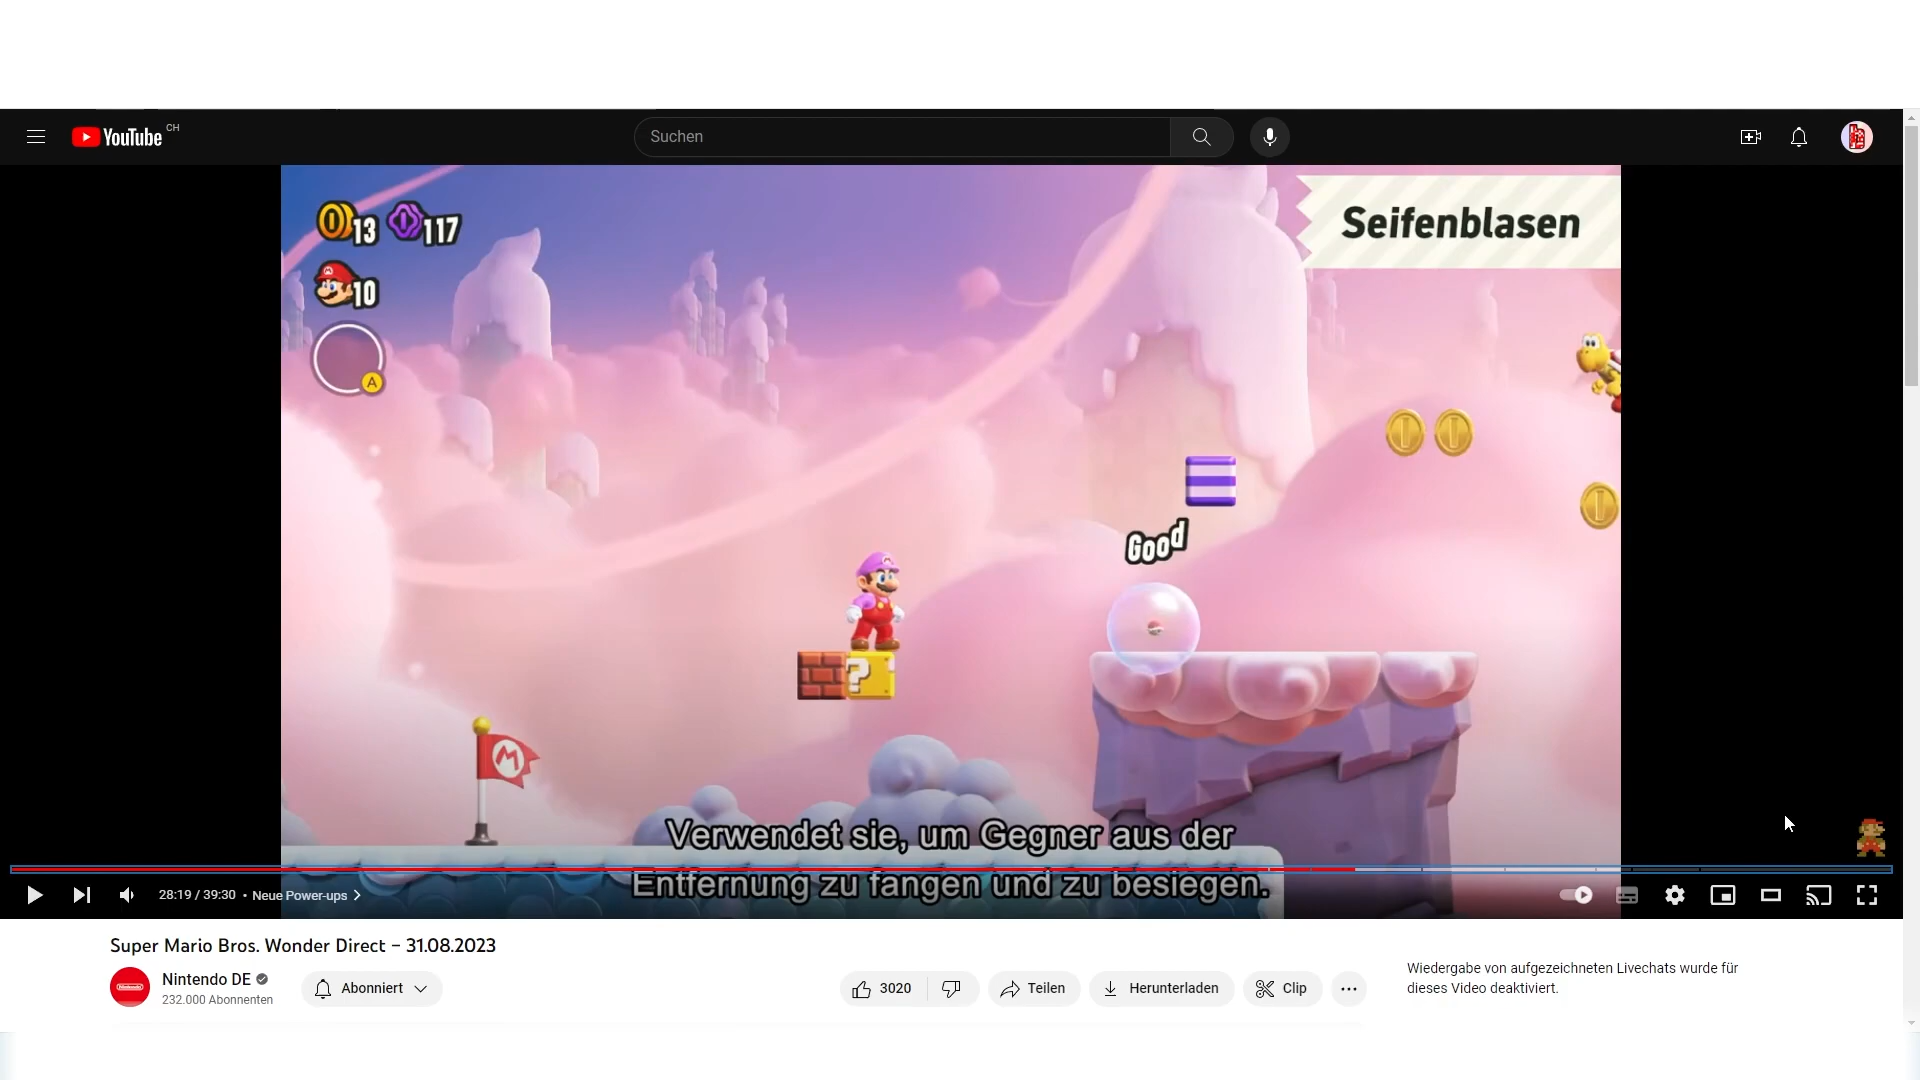 YouTube CH
Suchen
13 117
10
A
Seifenblasen
Good
?
M
Verwendet sie, um Gegner aus der
Entfernung zu fangen und zu besiegen.
28:19 / 39:30 • Neue Power-ups
Super Mario Bros. Wonder Direct – 31.08.2023
Nintendo DE
232.000 Abonnenten
Abonniert
3020
Teilen
Herunterladen
Clip
Wiedergabe von aufgezeichneten Livechats wurde für
dieses Video deaktiviert.